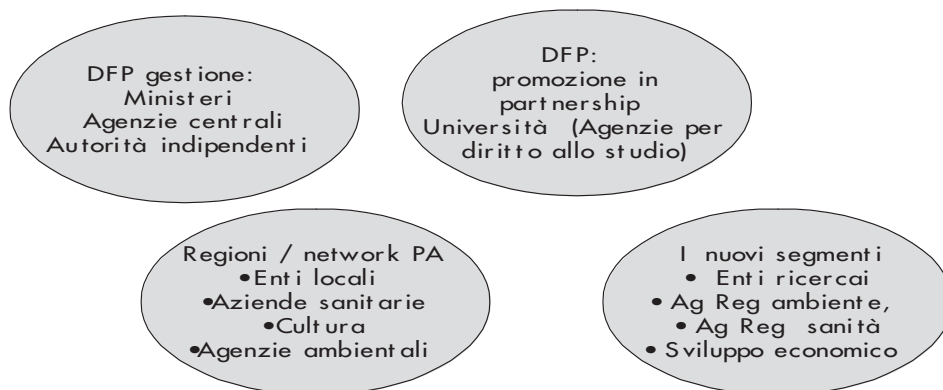 DFP gestione:
Ministeri
Agenzie centrali
Autorità indipendenti
DFP:
promozione in
partnership
Università (Agenzie per
diritto allo studio)
Regioni / network PA
•Enti locali
•Aziende sanitarie
•Cultura
•Agenzie ambientali
I nuovi segmenti
• Enti ricercai
•Ag Reg ambiente,
• Ag Reg sanità
• Sviluppo economico